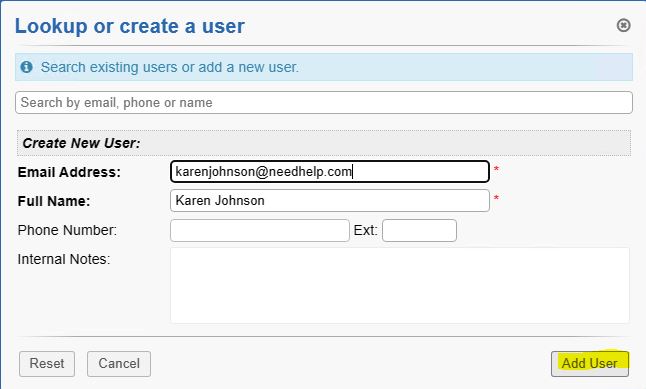 Lookup or create a user
Search existing users or add a new user.
Search by email, phone or name
Create New User:
Email Address: karenjohnson@needhelp.com *
Full Name: Karen Johnson *
Phone Number: Ext:
Internal Notes:
Reset Cancel Add User